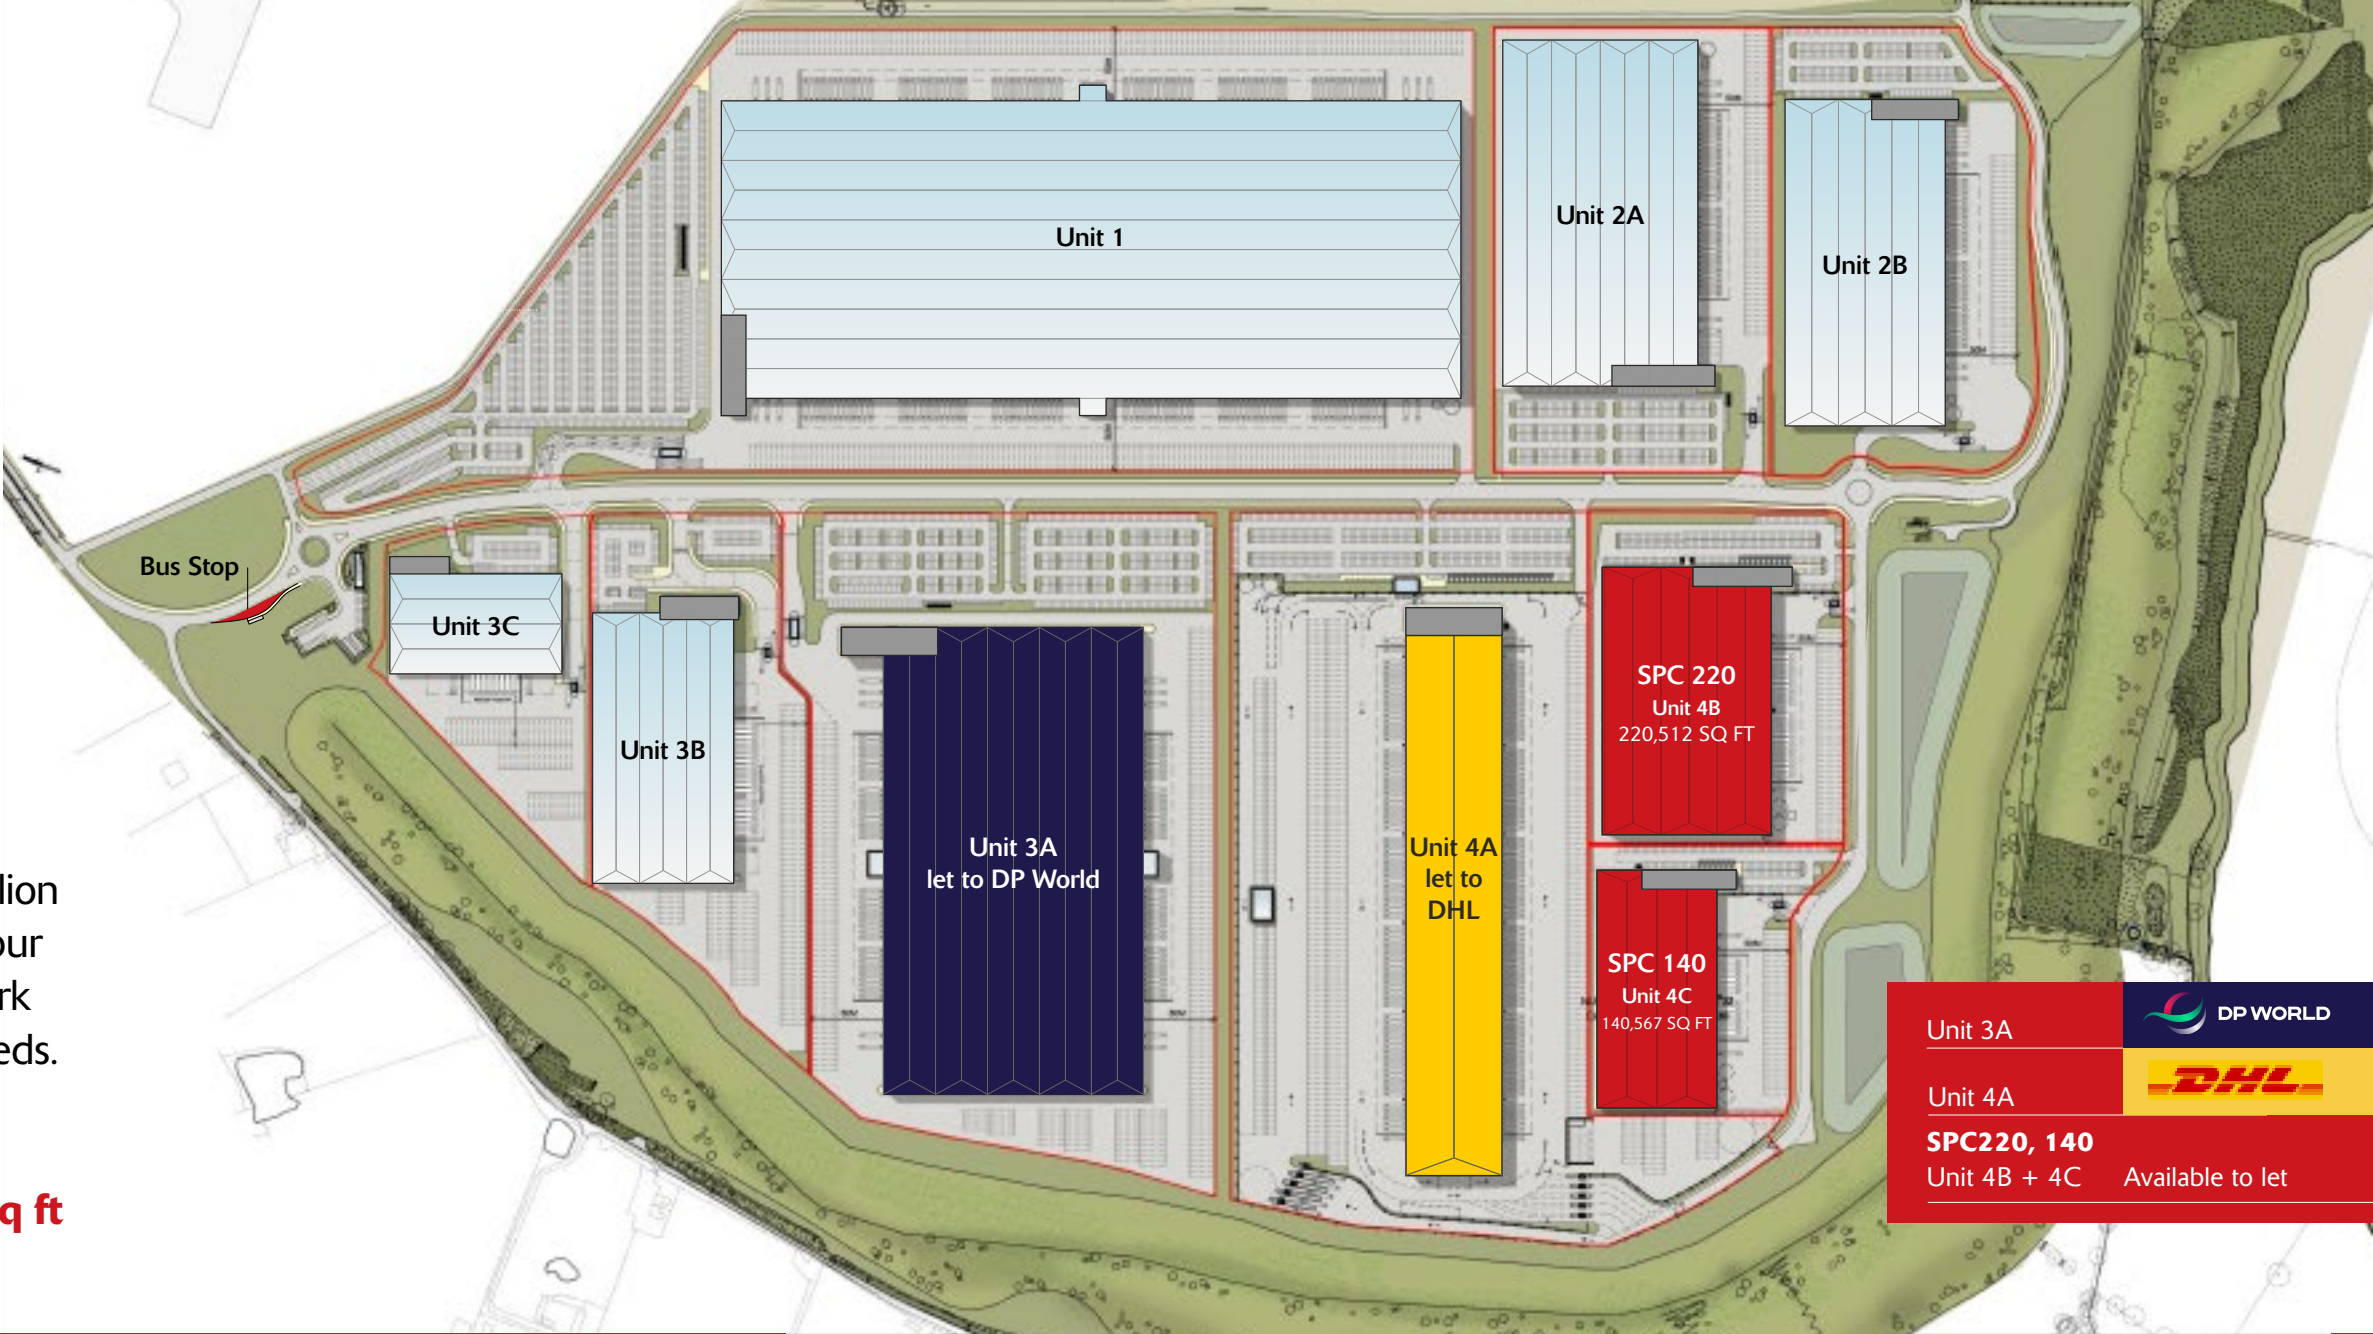 Unit 1
Unit 2A
Unit 2B
Bus Stop
Unit 3C
Unit 3B
Unit 3A
let to DP World
Unit 4A
let to
DHL
SPC 220
Unit 4B
220,512 SQ FT
SPC 140
Unit 4C
140,567 SQ FT
lion
our
rk
eds.
q ft
Unit 3A
DP WORLD
Unit 4A
DHL
SPC220, 140
Unit 4B + 4C Available to let